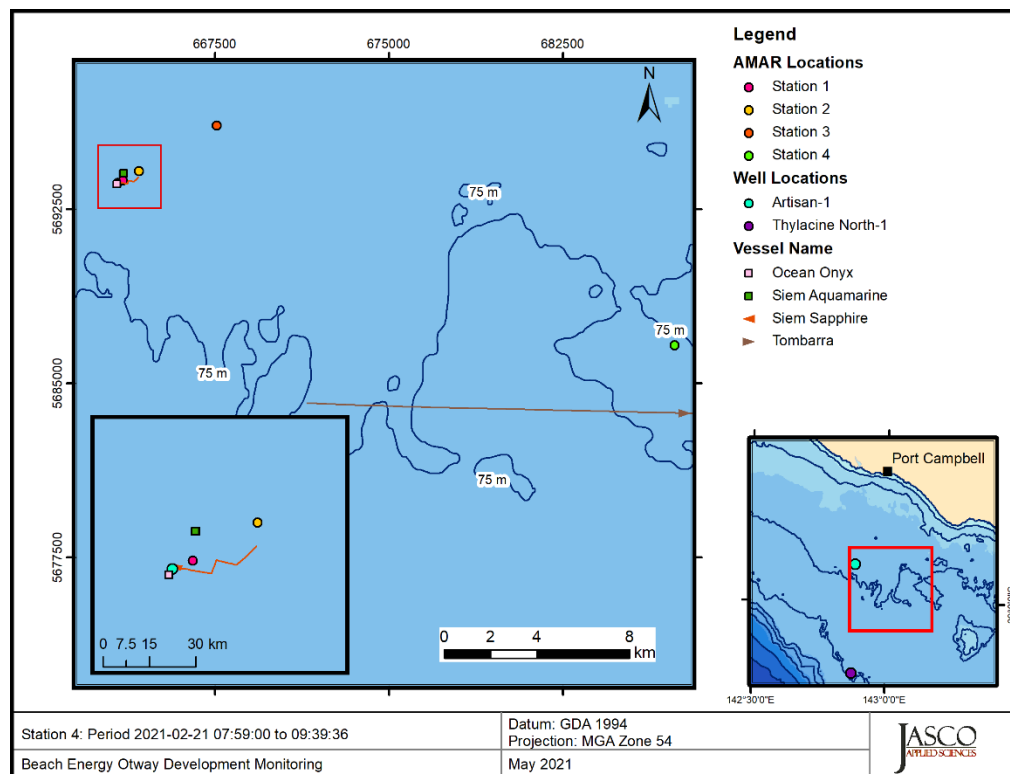 667500 675000 682500
N
5692500
5685000
5677500
75 m
75 m
75 m
75 m
0 7.5 15 30 km
0 2 4 8
km
Legend
AMAR Locations
Station 1
Station 2
Station 3
Station 4
Well Locations
Artisan-1
Thylacine North-1
Vessel Name
Ocean Onyx
Siem Aquamarine
Siem Sapphire
Tombarra
Port Campbell
142°30'0"E 143°0'0"E
Station 4: Period 2021-02-21 07:59:00 to 09:39:36
Beach Energy Otway Development Monitoring
Datum: GDA 1994
Projection: MGA Zone 54
May 2021
JASCO
APPLIED SCIENCES